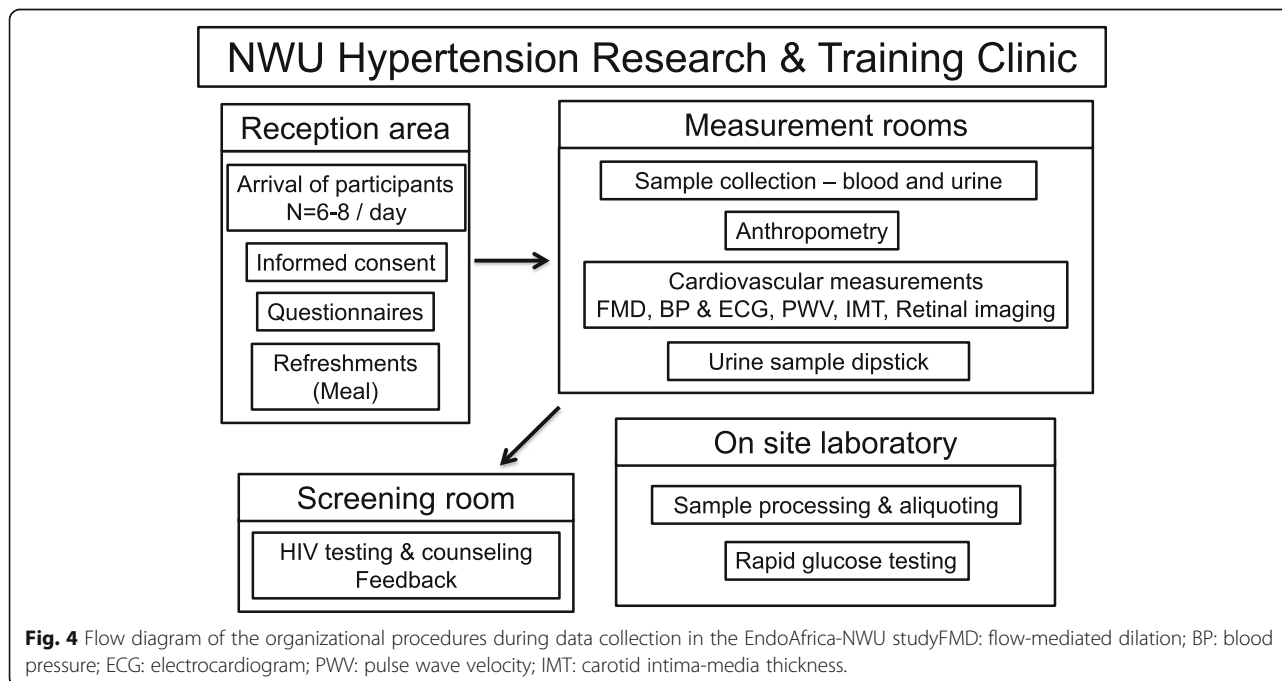 NWU Hypertension Research & Training Clinic
Reception area
Arrival of participants
N=6-8 / day
Informed consent
Questionnaires
Refreshments
(Meal)
Measurement rooms
Sample collection – blood and urine
Anthropometry
Cardiovascular measurements
FMD, BP & ECG, PWV, IMT, Retinal imaging
Urine sample dipstick
Screening room
HIV testing & counseling
Feedback
On site laboratory
Sample processing & aliquoting
Rapid glucose testing
Fig. 4 Flow diagram of the organizational procedures during data collection in the EndoAfrica-NWU studyFMD: flow-mediated dilation; BP: blood
pressure; ECG: electrocardiogram; PWV: pulse wave velocity; IMT: carotid intima-media thickness.